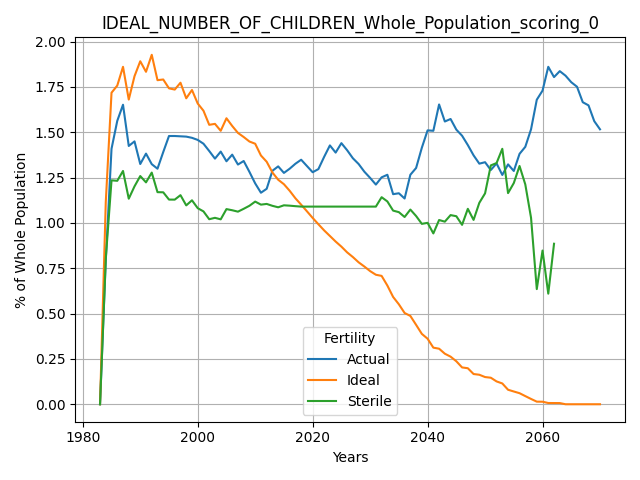 IDEAL_NUMBER_OF_CHILDREN_Whole_Population_scoring_0
% of Whole Population
2.00
1.75
1.50
1.25
1.00
0.75
0.50
0.25
0.00
Fertility
Actual
Ideal
Sterile
1980
2000
2020
2040
2060
Years